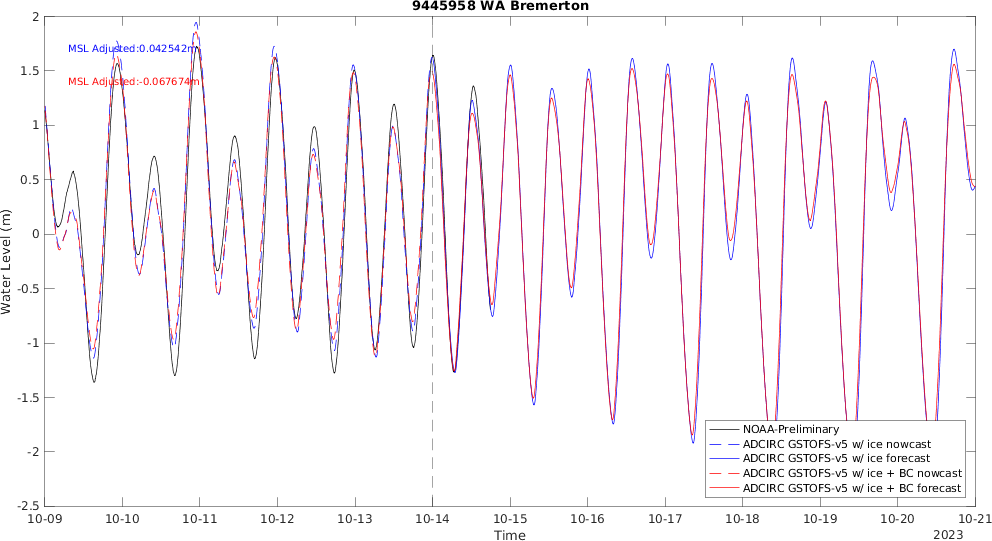 9445958 WA Bremerton
2
1.5
1
0.5
0
-0.5
-1
-1.5
-2
-2.5
Water Level (m)
MSL Adjusted:0.042542m
MSL Adjusted:-0.067674m
NOAA-Preliminary
ADCIRC GSTOFS-v5 w/ ice nowcast
ADCIRC GSTOFS-v5 w/ ice forecast
ADCIRC GSTOFS-v5 w/ ice + BC nowcast
ADCIRC GSTOFS-v5 w/ ice + BC forecast
10-09 10-10 10-11 10-12 10-13 10-14 10-15 10-16 10-17 10-18 10-19 10-20 10-21
Time
2023